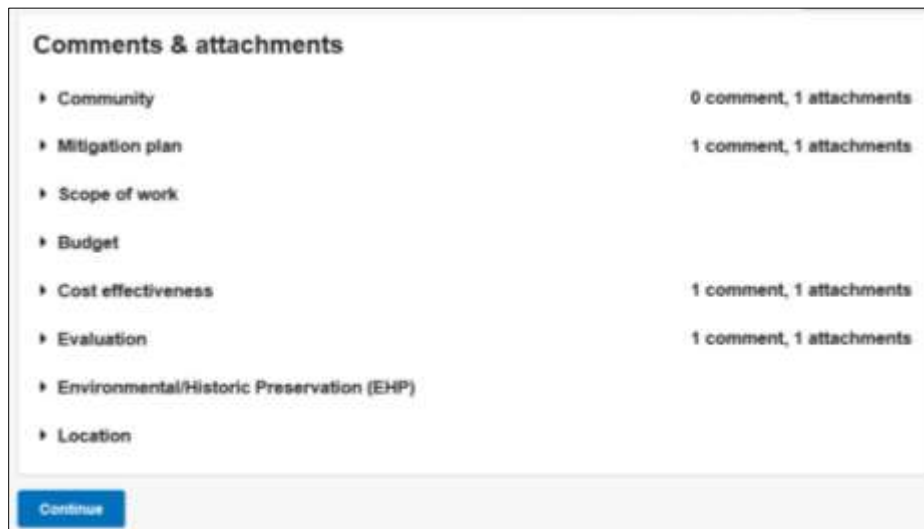 Comments & attachments
Community 0 comment, 1 attachments
Mitigation plan 1 comment, 1 attachments
Scope of work
Budget
Cost effectiveness 1 comment, 1 attachments
Evaluation 1 comment, 1 attachments
Environmental/Historic Preservation (EHP)
Location
Continue